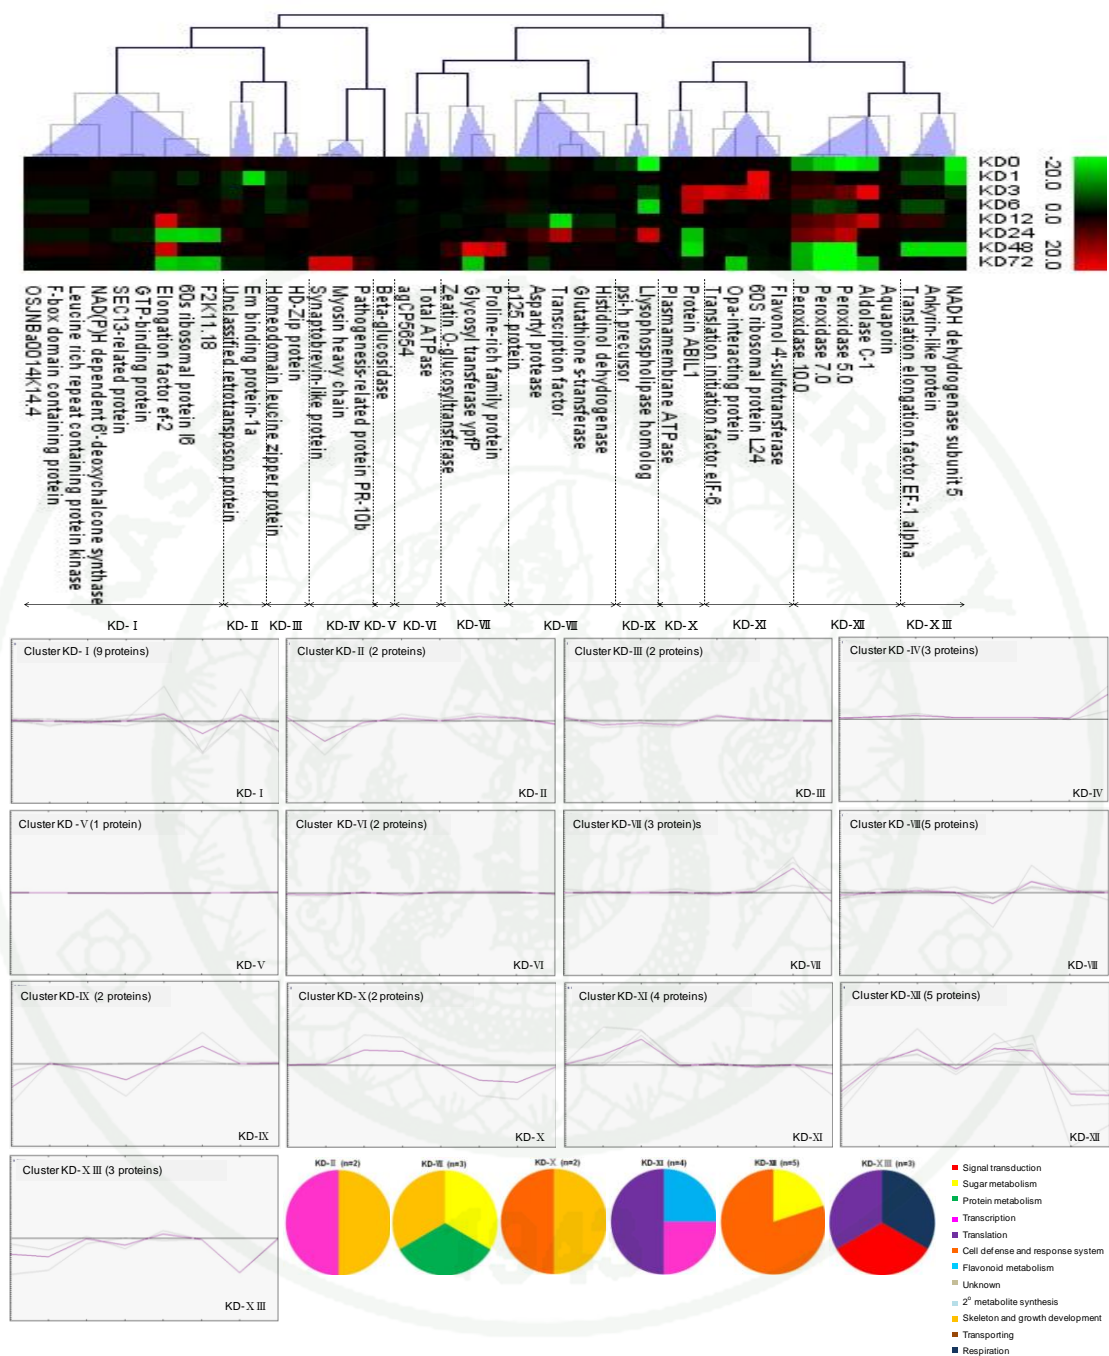 KD0
KD1
KD3
KD6
KD12
KD24
KD48
KD72
-20.0 0.0 20.0
OSJNBa0014K14.4
F-box domain containing protein
Leucine rich repeat containing protein kinase
NAD(P)H dependent 6'-deoxychalcone synthase
SEC13-related protein
GTP-binding protein
Elongation factor ef-2
60s ribosomal protein l6
F2K11.18
Unclassified retrotransposon protein
Em binding protein-1a
Homeodomain leucine zipper protein
HD-Zip protein
Synaptobrevin-like protein
Myosin heavy chain
Pathogenesis-related protein PR-10b
Beta-glucosidase
agCP5654
Total ATPase
Zeatin O-glucosyltransferase
Glycosyl transferase ypfP
Proline-rich family protein
p125 protein
Aspartyl protease
Transcription factor
Glutathione s-transferase
Histidinol dehydrogenase
psi-h precursor
Llysophospholipase homolog
Plasmamembrane ATPase
Protein ABIL1
Translation initiation factor eIF-6
Opa-interacting protein
60S ribosomal protein L24
Flavonol 4-sulfotransferase
Peroxidase 10.0
Peroxidase 7.0
Peroxidase 5.0
Aldolase C-1
Aquaporin
Translation elongation factor EF-1 alpha
Ankyrin-like protein
NADH dehydrogenase subunit 5
KD- I KD- II KD-III KD-IV KD- V KD-VI KD-VII KD-VIII KD-IX KD-X KD-XI KD-XII KD-X III
Cluster KD- I (9 proteins)
KD- I
Cluster KD- II (2 proteins)
KD-II
Cluster KD-III (2 proteins)
KD-III
Cluster KD -IV(3 proteins)
KD-IV
Cluster KD -V (1 protein)
KD-V
Cluster KD-VI (2 proteins)
KD-VI
Cluster KD-VII (3 protein)s
KD-VII
Cluster KD -VIII(5 proteins)
KD-VIII
Cluster KD-IX (2 proteins)
KD-IX
Cluster KD-X (2 proteins)
KD-X
Cluster KD-XI (4 proteins)
KD-XI
Cluster KD-XII (5 proteins)
KD-XII
Cluster KD-X III (3 proteins)
KD-X III
KD-II (n=2)
KD-VII (n=3)
KD-X (n=2)
KD-XI (n=4)
KD-XII (n=5)
KD-XIII (n=3)
Signal transduction
Sugar metabolism
Protein metabolism
Transcription
Translation
Cell defense and response system
Flavonoid metabolism
Unknown
2° metabolite synthesis
Skeleton and growth development
Transporting
Respiration
1943